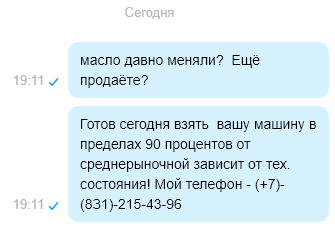 Сегодня
масло давно меняли?  Ещё
продаёте?
19:11
Готов сегодня взять  вашу машину в
пределах 90 процентов от
среднерыночной зависит от тех.
состояния! Мой телефон - (+7)-
(831)-215-43-96
19:11